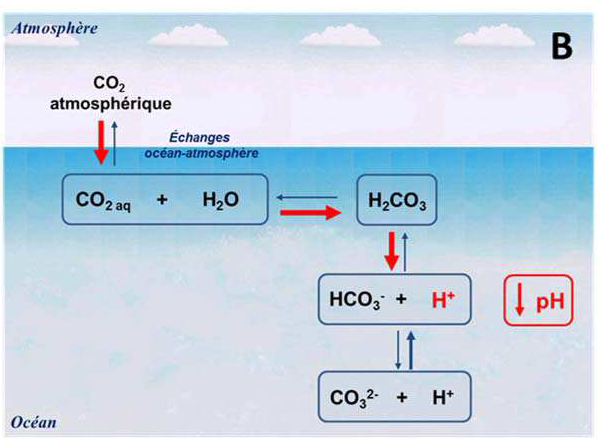 Atmosphère
B
CO₂
atmosphérique
Échanges
océan-atmosphère
CO₂ aq + H₂O
H₂CO₃
HCO₃⁻ + H⁺
↓ pH
CO₃²⁻ + H⁺
Océan